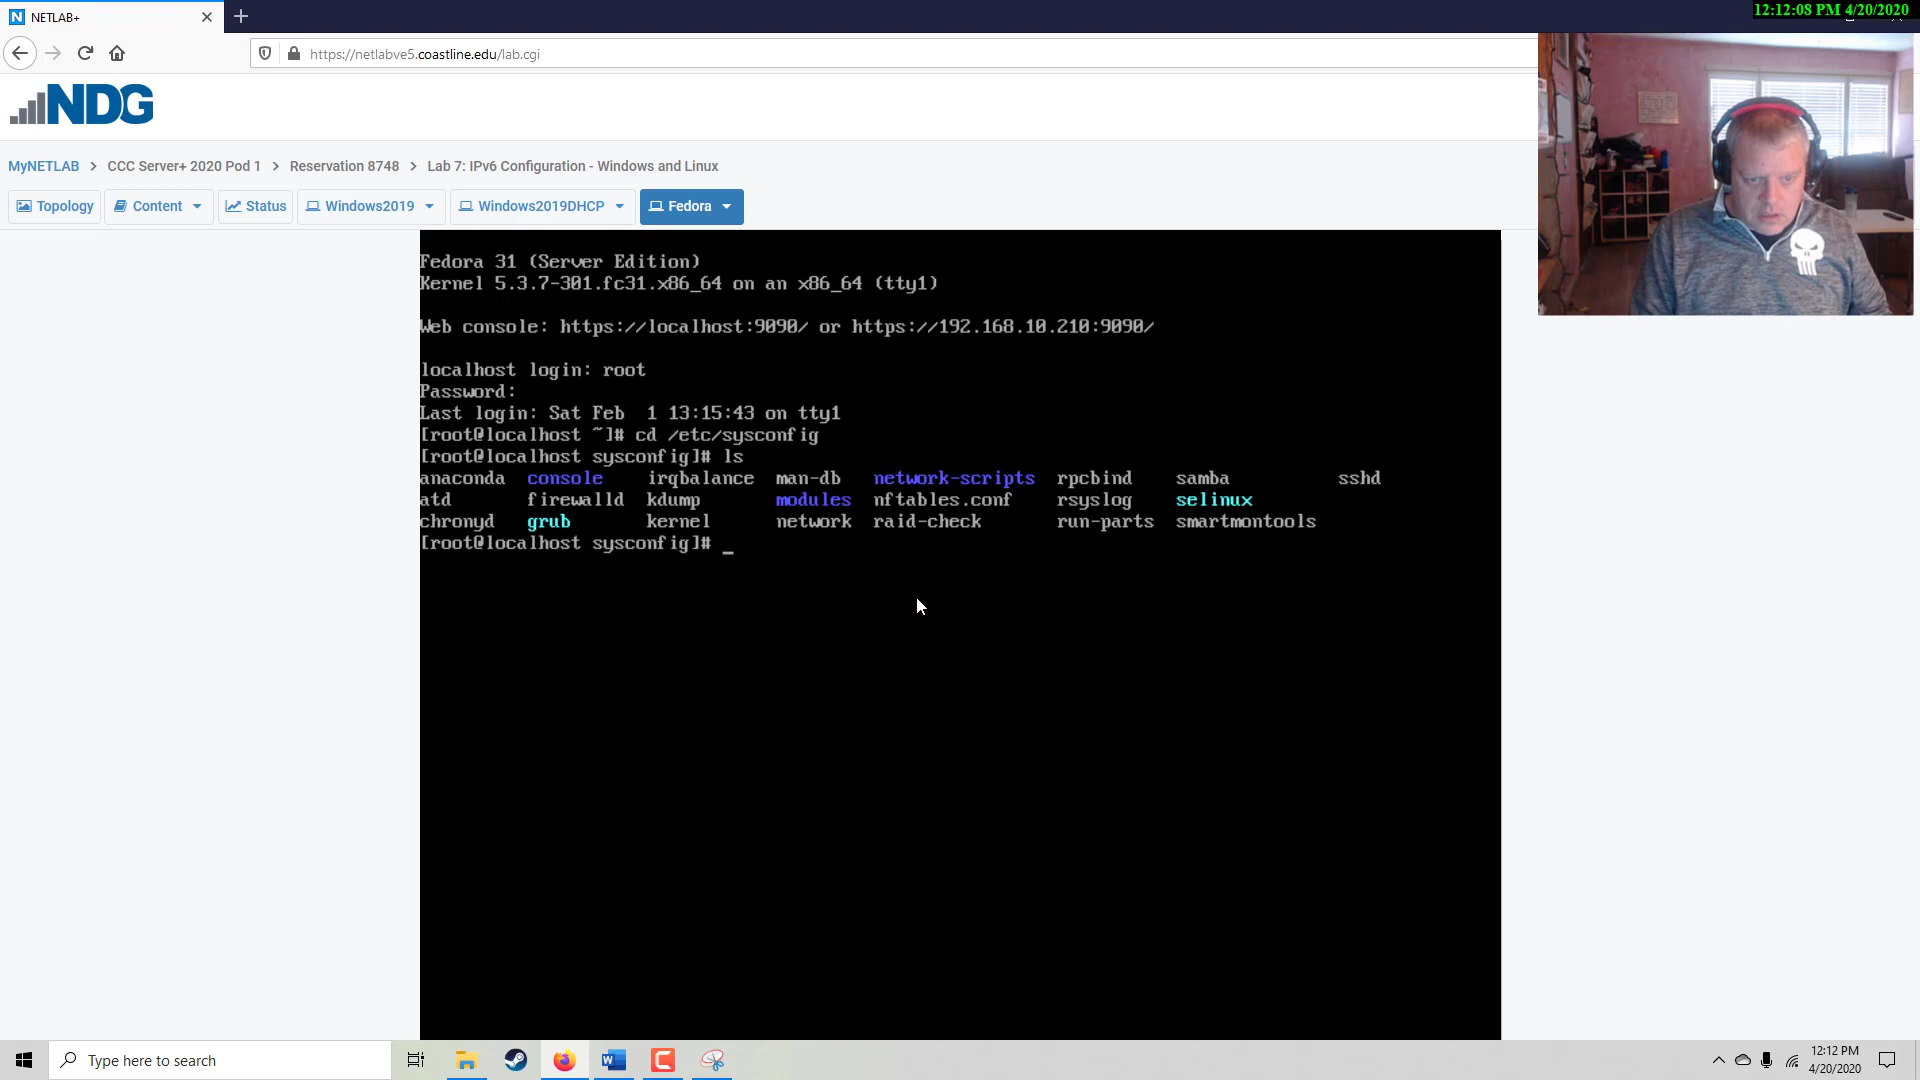 NETLAB+
12:12:08 PM 4/20/2020
https://netlabve5.coastline.edu/lab.cgi
NDG
MyNETLAB > CCC Server+ 2020 Pod 1 > Reservation 8748 > Lab 7: IPv6 Configuration - Windows and Linux
Topology Content Status Windows2019 Windows2019DHCP Fedora
Fedora 31 (Server Edition)
Kernel 5.3.7-301.fc31.x86_64 on an x86_64 (tty1)
Web console: https://localhost:9090/ or https://192.168.10.210:9090/
localhost login: root
Password:
Last login: Sat Feb  1 13:15:43 on tty1
[root@localhost ~]# cd /etc/sysconfig
[root@localhost sysconfig]# ls
anaconda console irqbalance man-db network-scripts rpcbind samba sshd
atd firewalld kdump modules nftables.conf rsyslog selinux
chronyd grub kernel network raid-check run-parts smartmontools
[root@localhost sysconfig]# _
Type here to search
12:12 PM
4/20/2020